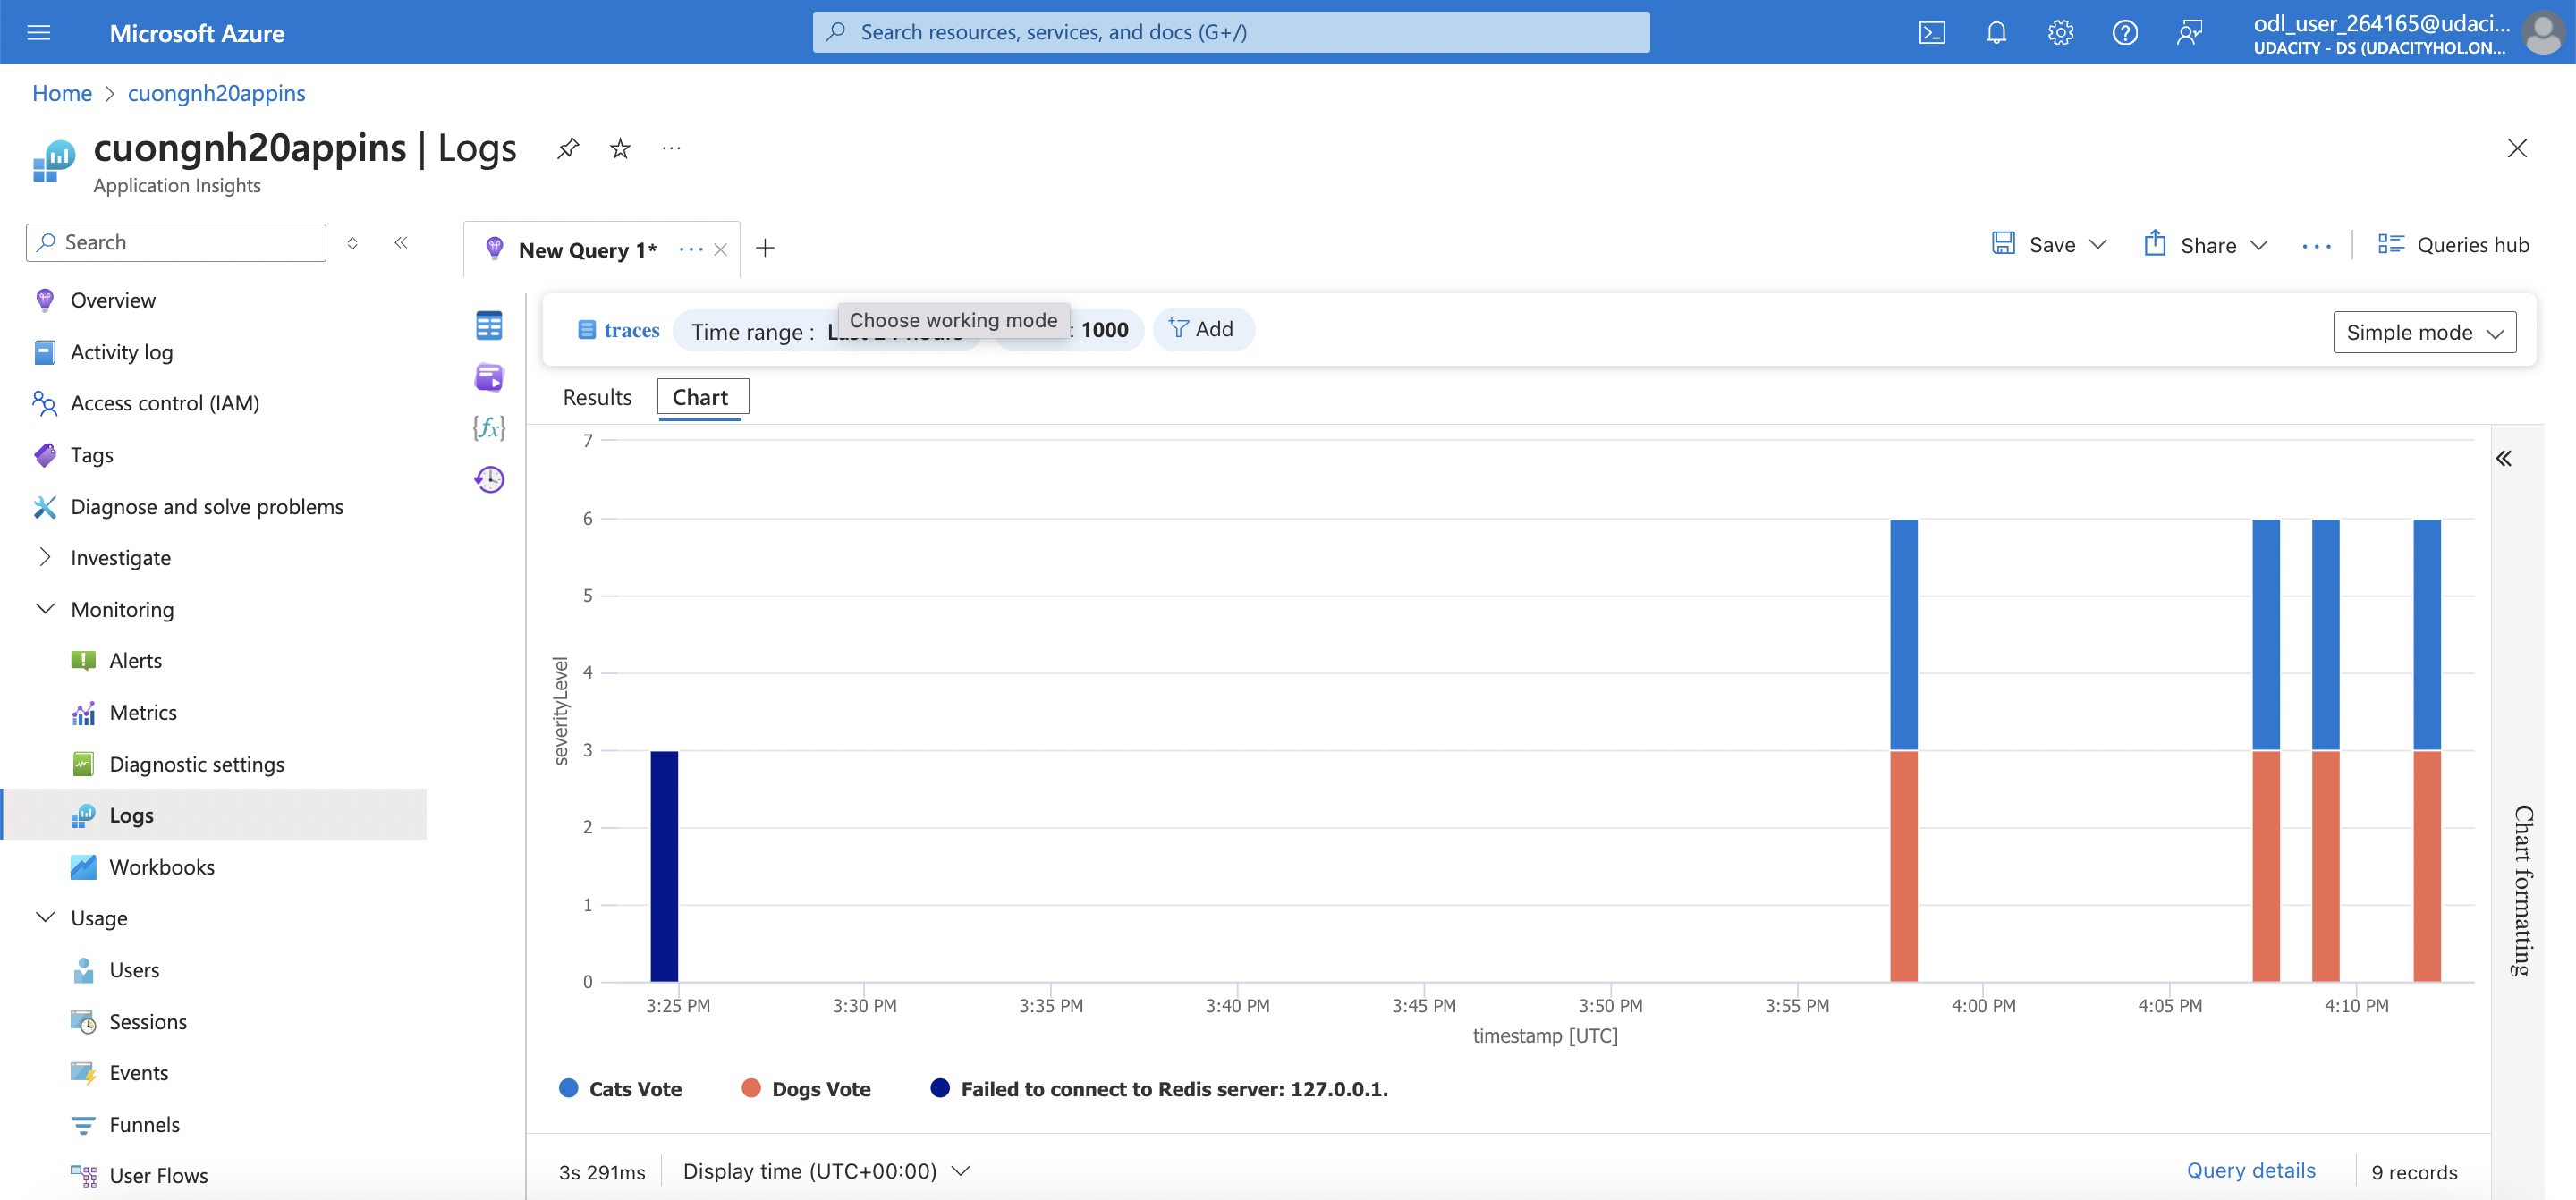 Microsoft Azure
Search resources, services, and docs (G+/)
odl_user_264165@udaci...
UDACITY - DS (UDACITYHOL.ON...
Home > cuongnh20appins
cuongnh20appins | Logs
Application Insights
Search
New Query 1*
Save
Share
Queries hub
Overview
Activity log
Access control (IAM)
Tags
Diagnose and solve problems
Investigate
Monitoring
Alerts
Metrics
Diagnostic settings
Logs
Workbooks
Usage
Users
Sessions
Events
Funnels
User Flows
traces
Time range :
Choose working mode
: 1000
Add
Simple mode
Results
Chart
7
6
5
4
3
2
1
0
severityLevel
3:25 PM
3:30 PM
3:35 PM
3:40 PM
3:45 PM
3:50 PM
3:55 PM
4:00 PM
4:05 PM
4:10 PM
timestamp [UTC]
Cats Vote
Dogs Vote
Failed to connect to Redis server: 127.0.0.1.
Chart formatting
3s 291ms
Display time (UTC+00:00)
Query details
9 records